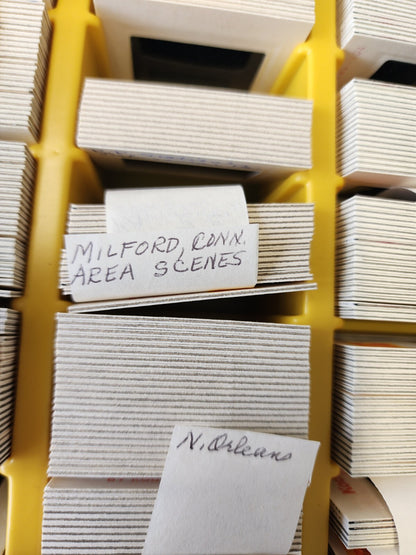 MILFORD, CONN.
AREA SCENES
N. Orleans